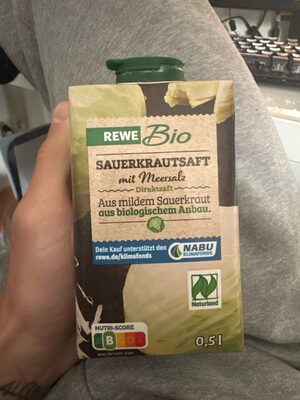 REWE Bio
SAUERKRAUTSAFT
mit Meersalz
Direktsaft
Aus mildem Sauerkraut
aus biologischem Anbau.
Dein Kauf unterstützt den
rewe.de/klimafonds
NABU
KLIMAFONDS
Naturland
NUTRI-SCORE
B
0,5 l